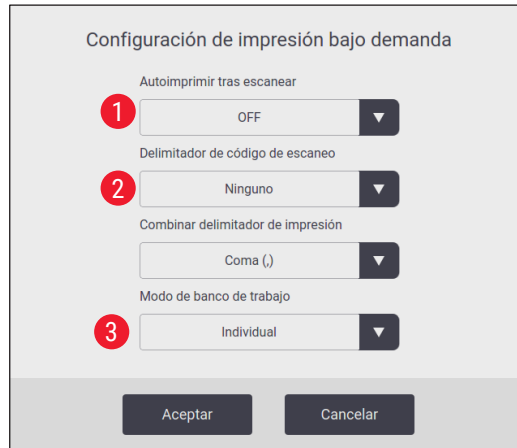 Configuración de impresión bajo demanda
Autoimprimir tras escanear
1
OFF
Delimitador de código de escaneo
2
Ninguno
Combinar delimitador de impresión
Coma (,)
Modo de banco de trabajo
3
Individual
Aceptar
Cancelar